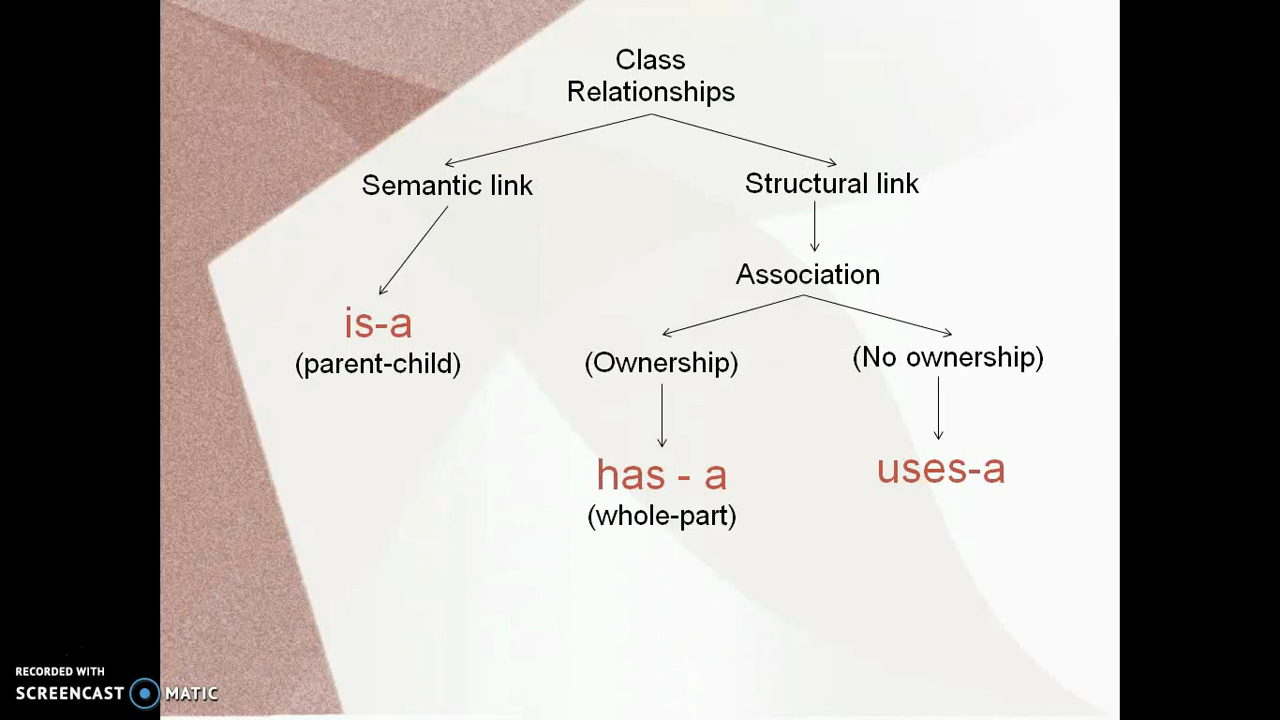 Class
Relationships
Semantic link
Structural link
Association
is-a
(parent-child)
(Ownership)
(No ownership)
has - a
(whole-part)
uses-a
RECORDED WITH
SCREENCAST MATIC